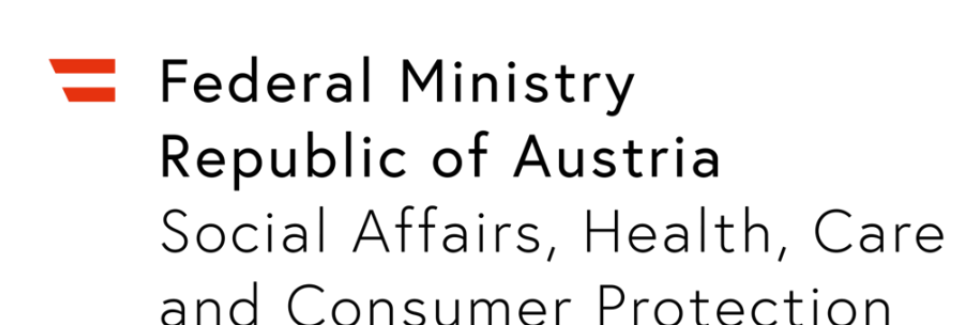 Federal Ministry
Republic of Austria
Social Affairs, Health, Care
and Consumer Protection